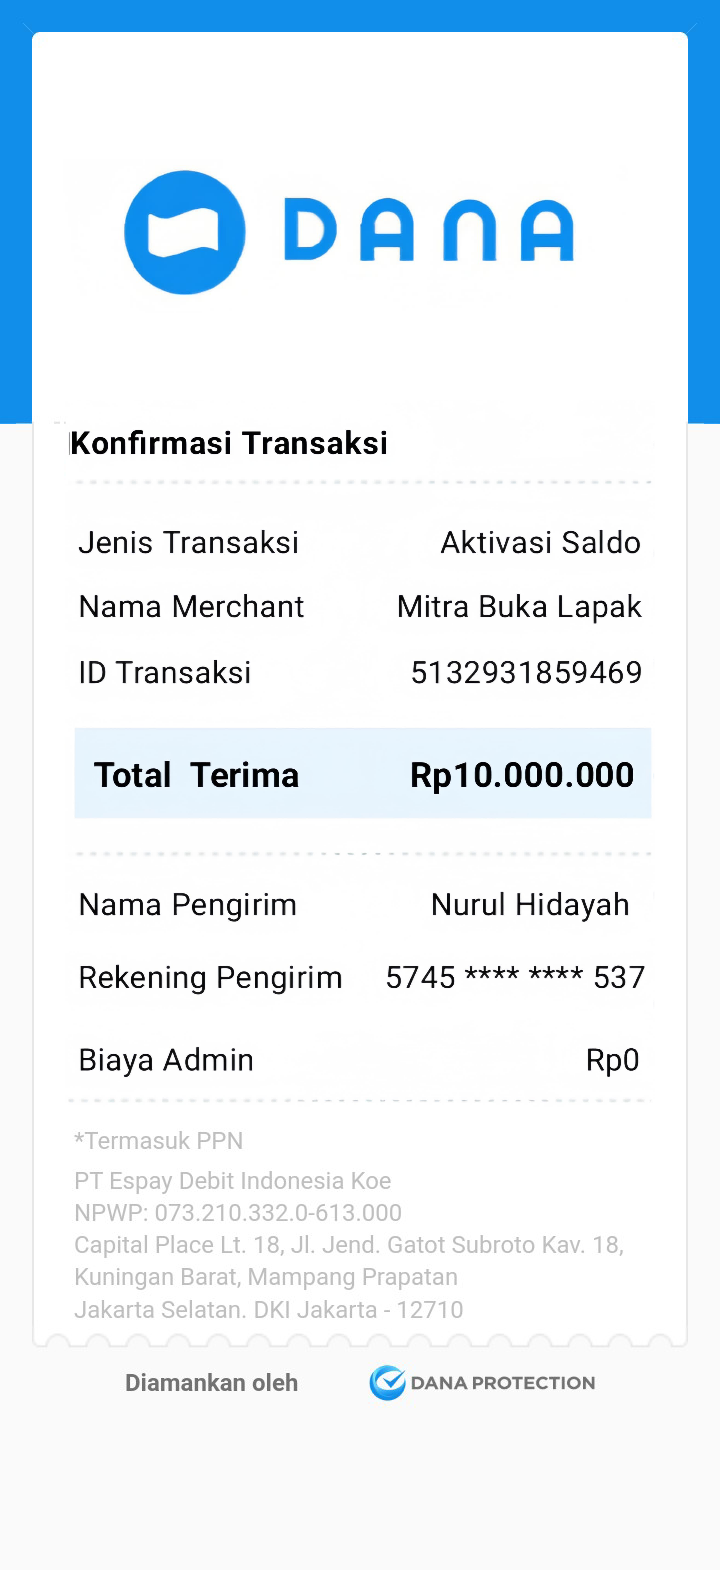 DANA
Konfirmasi Transaksi
Jenis Transaksi Aktivasi Saldo
Nama Merchant Mitra Buka Lapak
ID Transaksi 5132931859469
Total Terima Rp10.000.000
Nama Pengirim Nurul Hidayah
Rekening Pengirim 5745 **** **** 537
Biaya Admin Rp0
*Termasuk PPN
PT Espay Debit Indonesia Koe
NPWP: 073.210.332.0-613.000
Capital Place Lt. 18, Jl. Jend. Gatot Subroto Kav. 18,
Kuningan Barat, Mampang Prapatan
Jakarta Selatan. DKI Jakarta - 12710
Diamankan oleh DANA PROTECTION